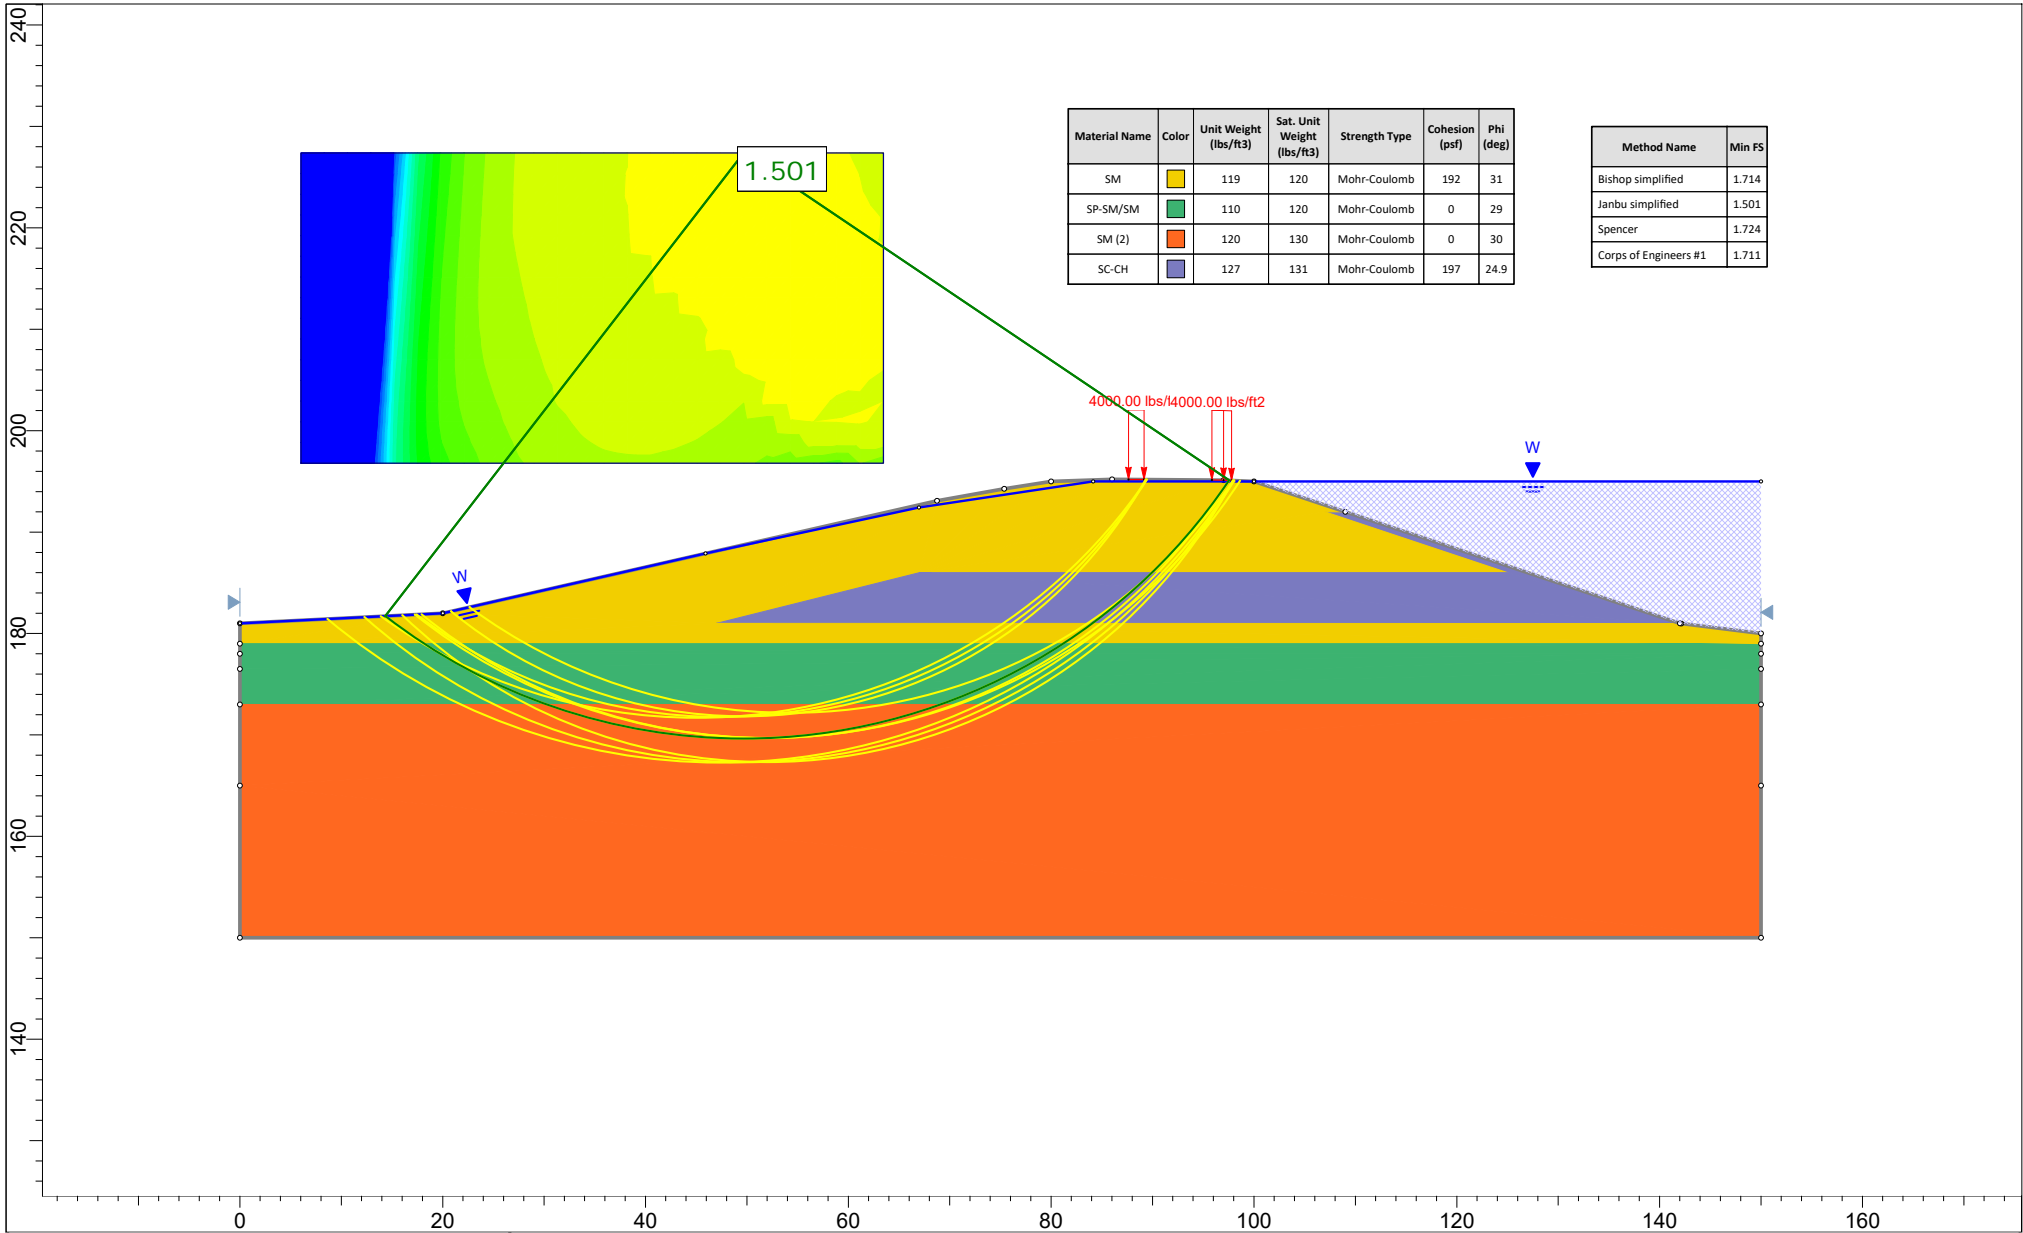 240
220
200
180
160
140
0 20 40 60 80 100 120 140 160
1.501
Material Name Color Unit Weight (lbs/ft3) Sat. Unit Weight (lbs/ft3) Strength Type Cohesion (psf) Phi (deg)
SM 119 120 Mohr-Coulomb 192 31
SP-SM/SM 110 120 Mohr-Coulomb 0 29
SM (2) 120 130 Mohr-Coulomb 0 30
SC-CH 127 131 Mohr-Coulomb 197 24.9
Method Name Min FS
Bishop simplified 1.714
Janbu simplified 1.501
Spencer 1.724
Corps of Engineers #1 1.711
4000.00 4000.00 lbs/ft2
W
W